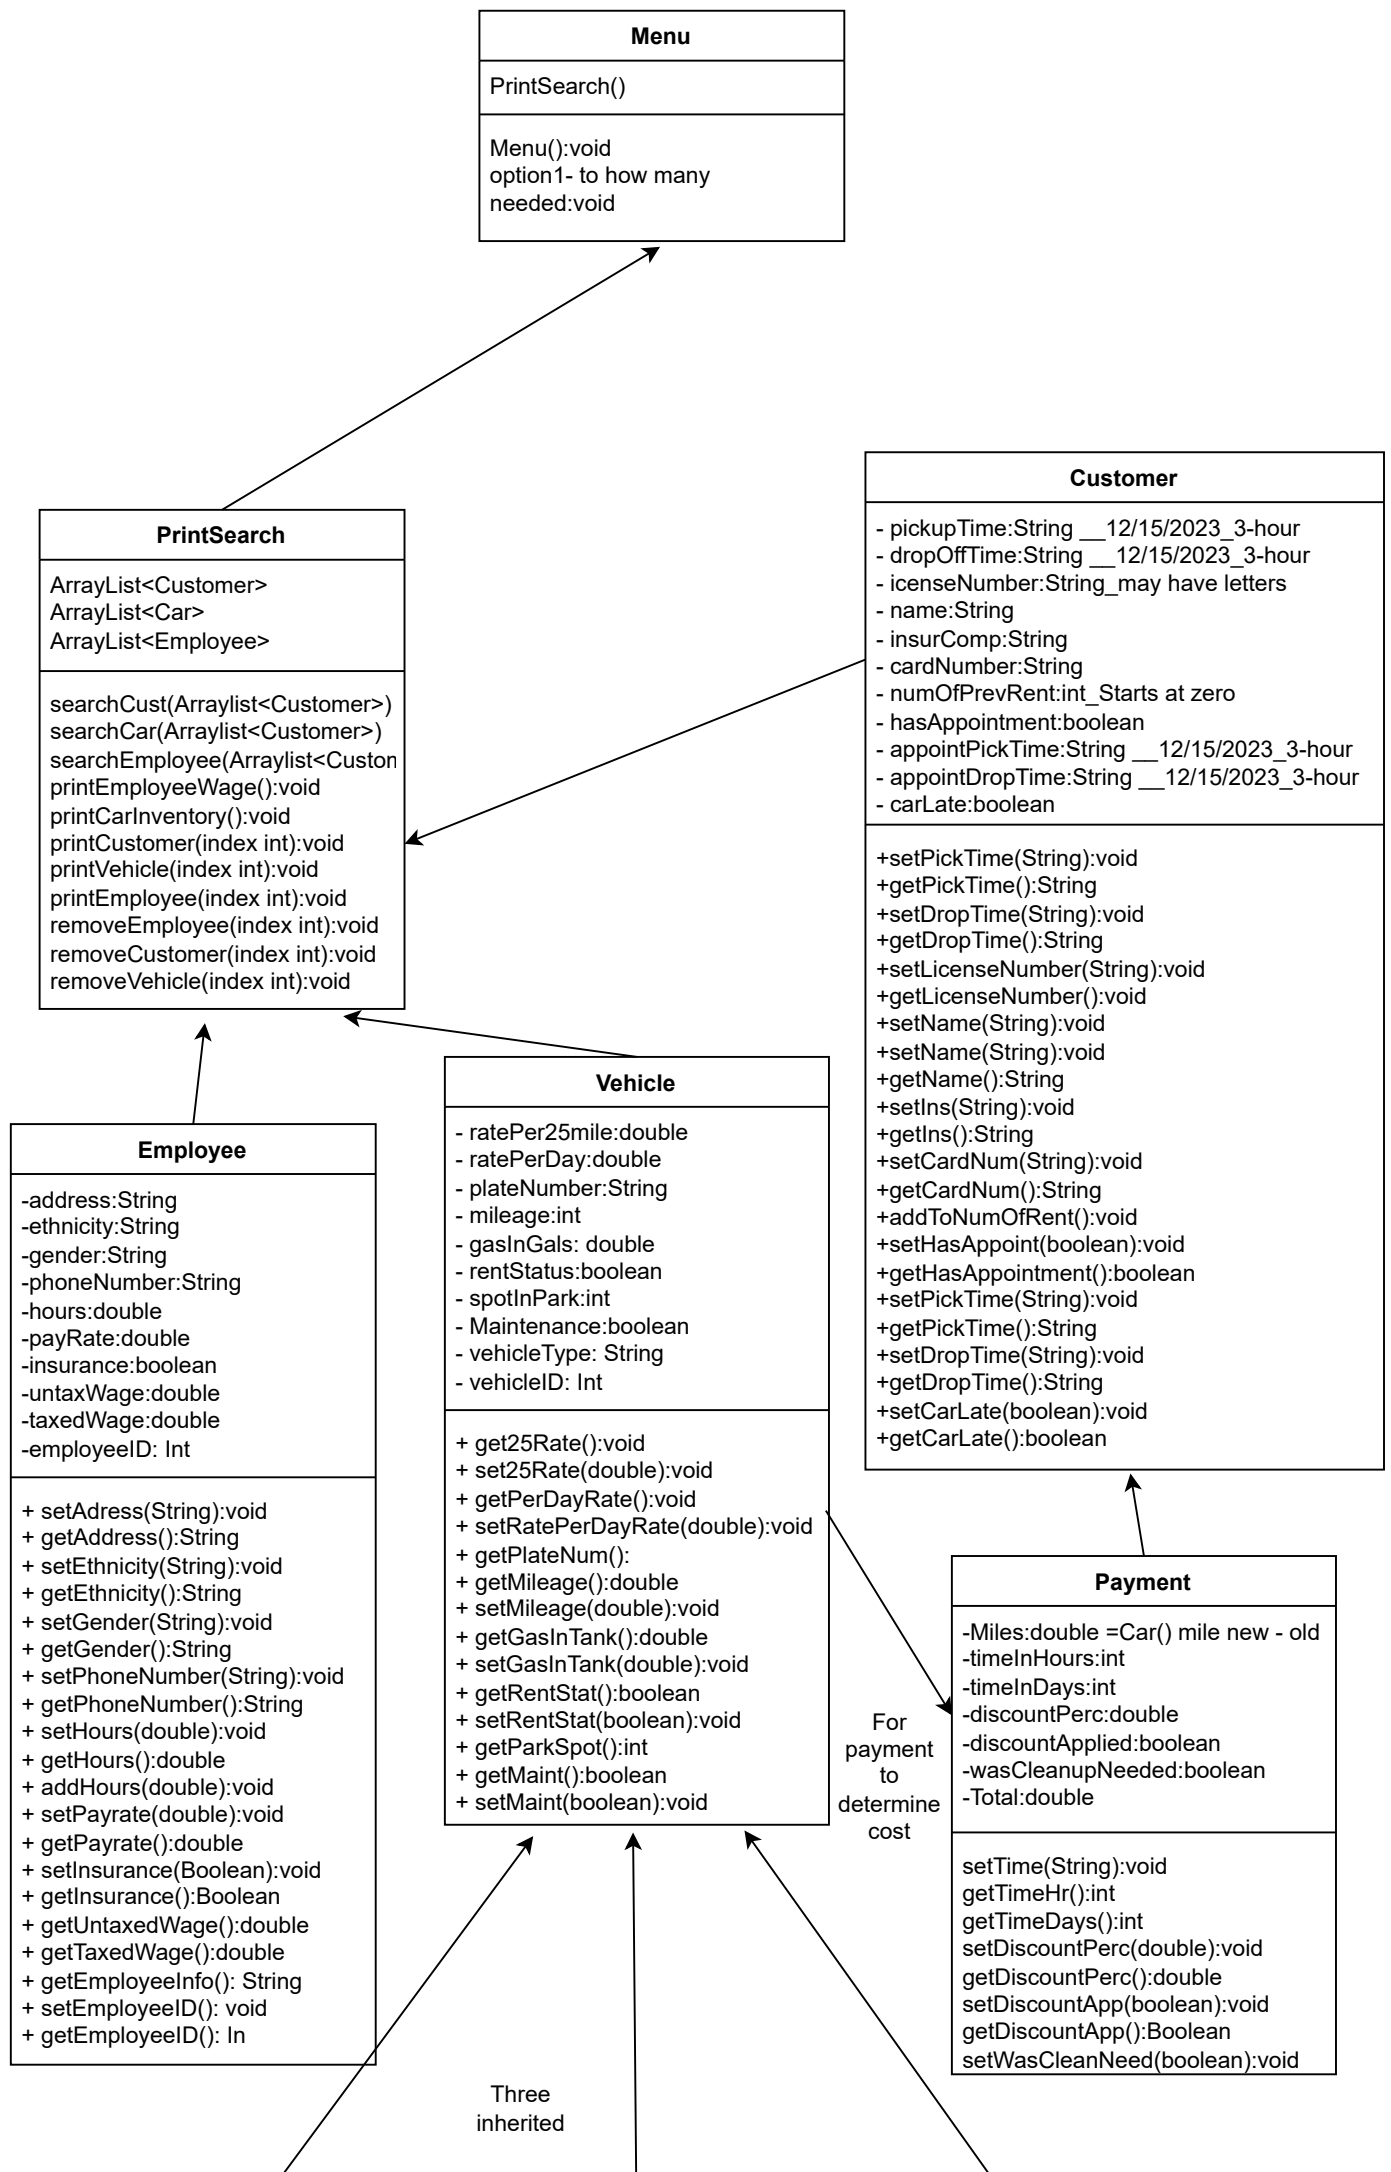 Menu
PrintSearch()
Menu():void
option1- to how many
needed:void
PrintSearch
ArrayList<Customer>
ArrayList<Car>
ArrayList<Employee>
searchCust(Arraylist<Customer>)
searchCar(Arraylist<Customer>)
searchEmployee(Arraylist<Custon
printEmployeeWage():void
printCarInventory():void
printCustomer(index int):void
printVehicle(index int):void
printEmployee(index int):void
removeEmployee(index int):void
removeCustomer(index int):void
removeVehicle(index int):void
Customer
- pickupTime:String __12/15/2023_3-hour
- dropOffTime:String __12/15/2023_3-hour
- icenseNumber:String_may have letters
- name:String
- insurComp:String
- cardNumber:String
- numOfPrevRent:int_Starts at zero
- hasAppointment:boolean
- appointPickTime:String __12/15/2023_3-hour
- appointDropTime:String __12/15/2023_3-hour
- carLate:boolean
+setPickTime(String):void
+getPickTime():String
+setDropTime(String):void
+getDropTime():String
+setLicenseNumber(String):void
+getLicenseNumber():void
+setName(String):void
+setName(String):void
+getName():String
+setIns(String):void
+getIns():String
+setCardNum(String):void
+getCardNum():String
+addToNumOfRent():void
+setHasAppoint(boolean):void
+getHasAppointment():boolean
+setPickTime(String):void
+getPickTime():String
+setDropTime(String):void
+getDropTime():String
+setCarLate(boolean):void
+getCarLate():boolean
Employee
-address:String
-ethnicity:String
-gender:String
-phoneNumber:String
-hours:double
-payRate:double
-insurance:boolean
-untaxWage:double
-taxedWage:double
-employeeID: Int
+ setAdress(String):void
+ getAddress():String
+ setEthnicity(String):void
+ getEthnicity():String
+ setGender(String):void
+ getGender():String
+ setPhoneNumber(String):void
+ getPhoneNumber():String
+ setHours(double):void
+ getHours():double
+ addHours(double):void
+ setPayrate(double):void
+ getPayrate():double
+ setInsurance(Boolean):void
+ getInsurance():Boolean
+ getUntaxedWage():double
+ getTaxedWage():double
+ getEmployeeInfo(): String
+ setEmployeeID(): void
+ getEmployeeID(): In
Vehicle
- ratePer25mile:double
- ratePerDay:double
- plateNumber:String
- mileage:int
- gasInGals: double
- rentStatus:boolean
- spotInPark:int
- Maintenance:boolean
- vehicleType: String
- vehicleID: Int
+ get25Rate():void
+ set25Rate(double):void
+ getPerDayRate():void
+ setRatePerDayRate(double):void
+ getPlateNum():
+ getMileage():double
+ setMileage(double):void
+ getGasInTank():double
+ setGasInTank(double):void
+ getRentStat():boolean
+ setRentStat(boolean):void
+ getParkSpot():int
+ getMaint():boolean
+ setMaint(boolean):void
For
payment
to
determine
cost
Payment
-Miles:double =Car() mile new - old
-timeInHours:int
-timeInDays:int
-discountPerc:double
-discountApplied:boolean
-wasCleanupNeeded:boolean
-Total:double
setTime(String):void
getTimeHr():int
getTimeDays():int
setDiscountPerc(double):void
getDiscountPerc():double
setDiscountApp(boolean):void
getDiscountApp():Boolean
setWasCleanNeed(boolean):void
Three
inherited